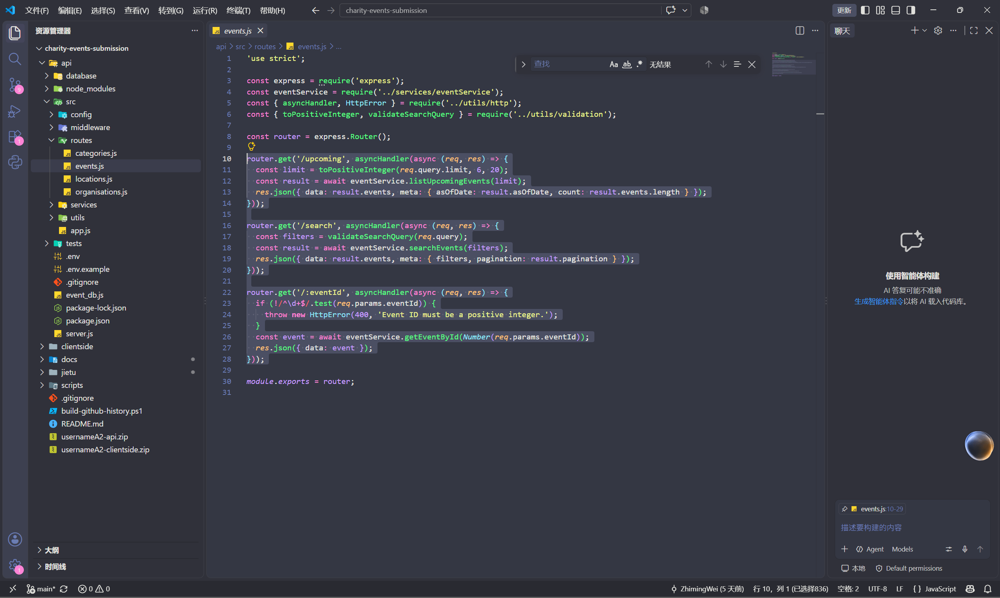 文件(F) 编辑(E) 选择(S) 查看(V) 转到(G) 运行(R) 终端(T) 帮助(H)
charity-events-submission
更新
资源管理器
charity-events-submission
api
database
node_modules
src
config
middleware
routes
categories.js
events.js
locations.js
organisations.js
services
utils
app.js
tests
.env
.env.example
.gitignore
event_db.js
package-lock.json
package.json
server.js
clientside
docs
jietu
scripts
.gitignore
build-github-history.ps1
README.md
usernameA2-api.zip
usernameA2-clientside.zip
大纲
时间线
9
1
1
events.js
api > src > routes > events.js > ...
查找
Aa ab .* 无结果
1 'use strict';
2
3 const express = require('express');
4 const eventService = require('../services/eventService');
5 const { asyncHandler, HttpError } = require('../utils/http');
6 const { toPositiveInteger, validateSearchQuery } = require('../utils/validation');
7
8 const router = express.Router();
9
10 router.get('/upcoming', asyncHandler(async (req, res) => {
11   const limit = toPositiveInteger(req.query.limit, 6, 20);
12   const result = await eventService.listUpcomingEvents(limit);
13   res.json({ data: result.events, meta: { asOfDate: result.asOfDate, count: result.events.length } });
14 }));
15
16 router.get('/search', asyncHandler(async (req, res) => {
17   const filters = validateSearchQuery(req.query);
18   const result = await eventService.searchEvents(filters);
19   res.json({ data: result.events, meta: { filters, pagination: result.pagination } });
20 }));
21
22 router.get('/:eventId', asyncHandler(async (req, res) => {
23   if (!/^\d+$/.test(req.params.eventId)) {
24     throw new HttpError(400, 'Event ID must be a positive integer.');
25   }
26   const event = await eventService.getEventById(Number(req.params.eventId));
27   res.json({ data: event });
28 }));
29
30 module.exports = router;
31
聊天
使用智能体构建
AI 答复可能不准确
生成智能体指令以将 AI 载入代码库。
events.js:10-29
描述要构建的内容
Agent Models
本地 Default permissions
main* 0 0
ZhimingWei (5 天前) 行 10，列 1 (已选择836) 空格: 2 UTF-8 LF { } JavaScript